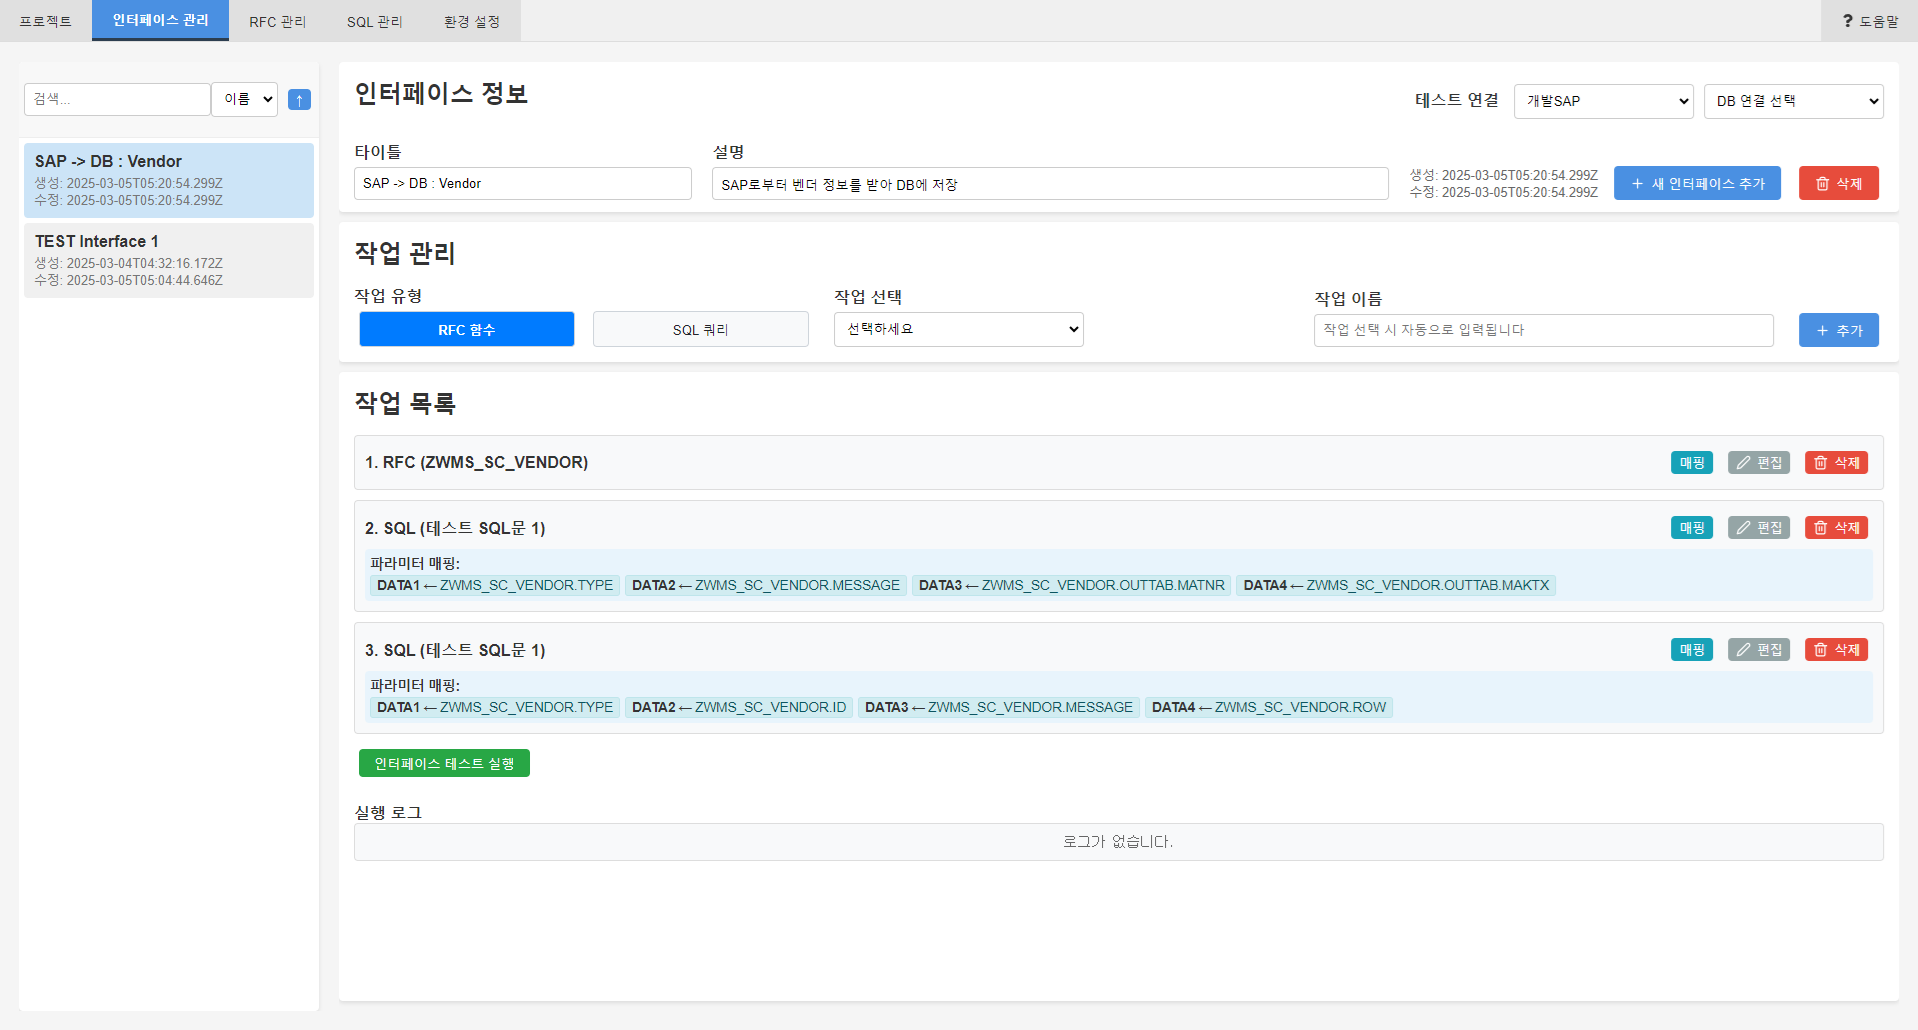 프로젝트 인터페이스 관리 RFC 관리 SQL 관리 환경 설정 ? 도움말
검색... 이름 ↑
SAP -> DB : Vendor
생성: 2025-03-05T05:20:54.299Z
수정: 2025-03-05T05:20:54.299Z
TEST Interface 1
생성: 2025-03-04T04:32:16.172Z
수정: 2025-03-05T05:04:44.646Z
인터페이스 정보
테스트 연결 개발SAP DB 연결 선택
타이틀 설명
SAP -> DB : Vendor SAP로부터 벤더 정보를 받아 DB에 저장
생성: 2025-03-05T05:20:54.299Z
수정: 2025-03-05T05:20:54.299Z
+ 새 인터페이스 추가 삭제
작업 관리
작업 유형 작업 선택 작업 이름
RFC 함수 SQL 쿼리 선택하세요 작업 선택 시 자동으로 입력됩니다 + 추가
작업 목록
1. RFC (ZWMS_SC_VENDOR) 매핑 편집 삭제
2. SQL (테스트 SQL문 1) 매핑 편집 삭제
파라미터 매핑:
DATA1 ← ZWMS_SC_VENDOR.TYPE DATA2 ← ZWMS_SC_VENDOR.MESSAGE DATA3 ← ZWMS_SC_VENDOR.OUTTAB.MATNR DATA4 ← ZWMS_SC_VENDOR.OUTTAB.MAKTX
3. SQL (테스트 SQL문 1) 매핑 편집 삭제
파라미터 매핑:
DATA1 ← ZWMS_SC_VENDOR.TYPE DATA2 ← ZWMS_SC_VENDOR.ID DATA3 ← ZWMS_SC_VENDOR.MESSAGE DATA4 ← ZWMS_SC_VENDOR.ROW
인터페이스 테스트 실행
실행 로그
로그가 없습니다.